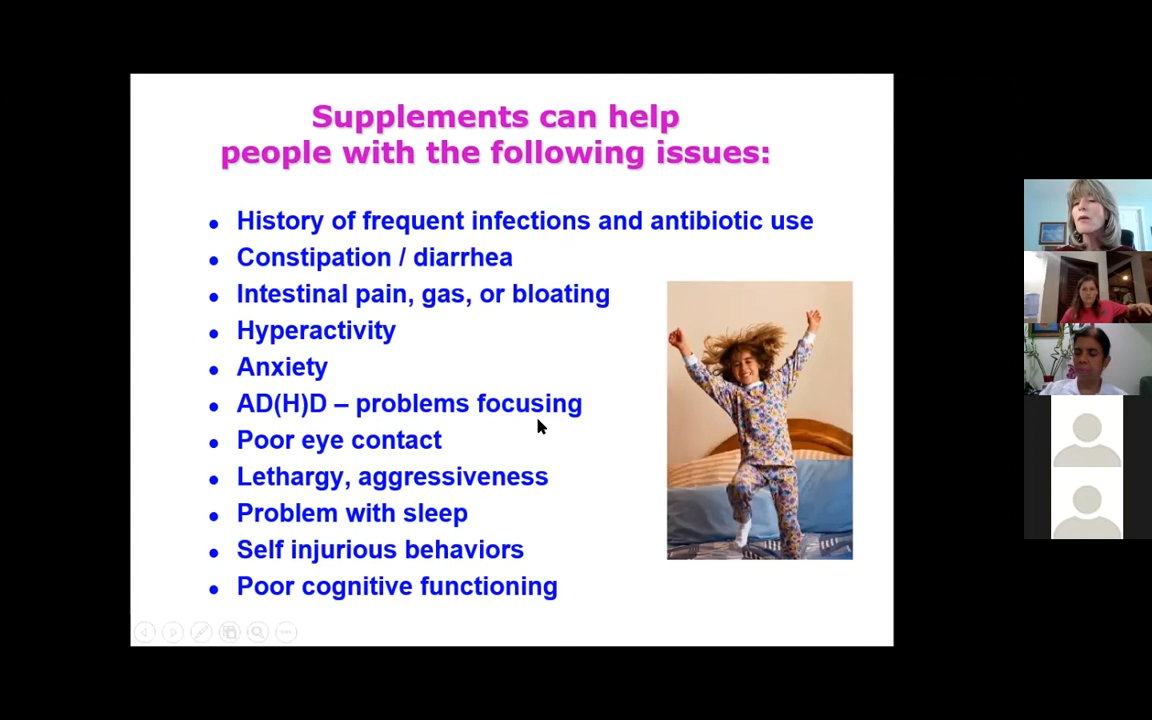 Supplements can help
people with the following issues:
History of frequent infections and antibiotic use
Constipation / diarrhea
Intestinal pain, gas, or bloating
Hyperactivity
Anxiety
AD(H)D – problems focusing
Poor eye contact
Lethargy, aggressiveness
Problem with sleep
Self injurious behaviors
Poor cognitive functioning